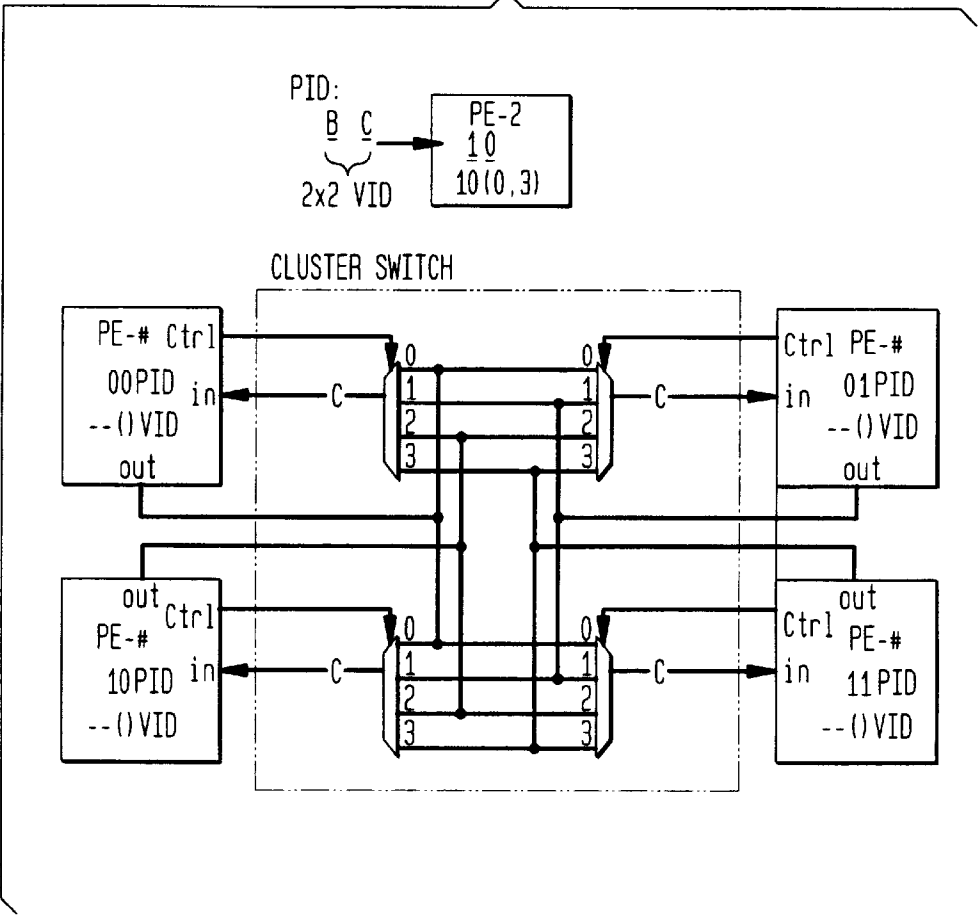 PID:
B C
2x2 VID
PE-2
10
10(0,3)
CLUSTER SWITCH
PE-# Ctrl
00PID in
--()VID
out
C
0
1
2
3
0
1
2
3
C
Ctrl PE-#
in 01PID
--()VID
out
out
Ctrl
PE-#
10PID in
--()VID
C
0
1
2
3
0
1
2
3
C
out
Ctrl PE-#
in 11PID
--()VID